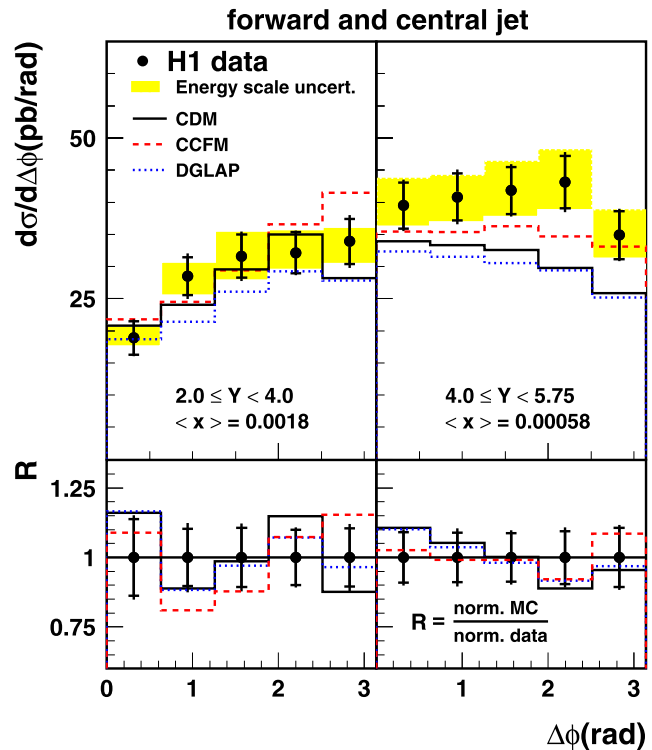 forward and central jet
dσ/dΔϕ(pb/rad)
50
25
H1 data
Energy scale uncert.
CDM
CCFM
DGLAP
2.0 ≤ Y < 4.0
< x > = 0.0018
4.0 ≤ Y < 5.75
< x > = 0.00058
R
1.25
1
0.75
R = norm. MC
norm. data
0 1 2 3 1 2 3
Δϕ(rad)